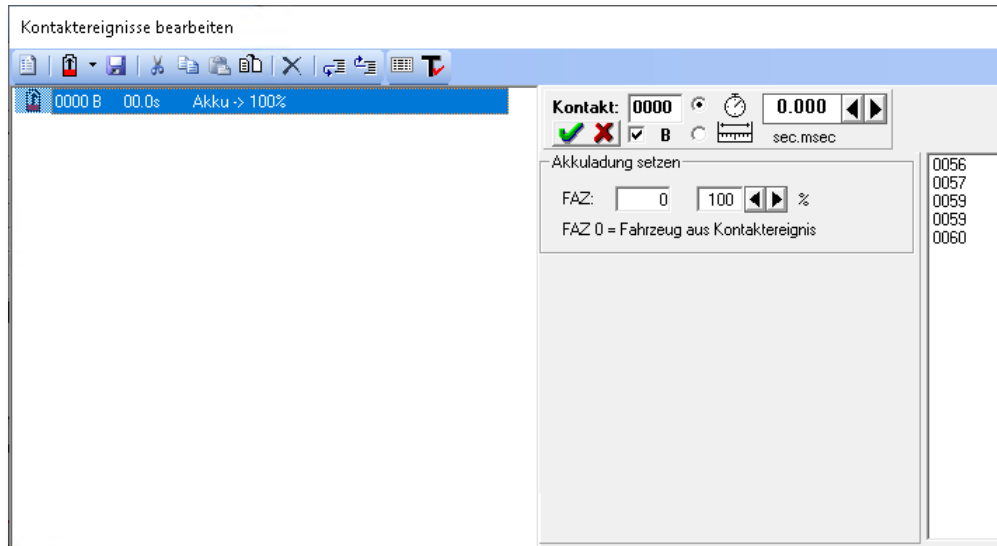 Kontaktereignisse bearbeiten
0000 B 00.0s Akku -> 100%
Kontakt: 0000 0.000
B sec.msec
Akkuladung setzen
FAZ: 0 100 %
FAZ 0 = Fahrzeug aus Kontaktereignis
0056
0057
0059
0059
0060